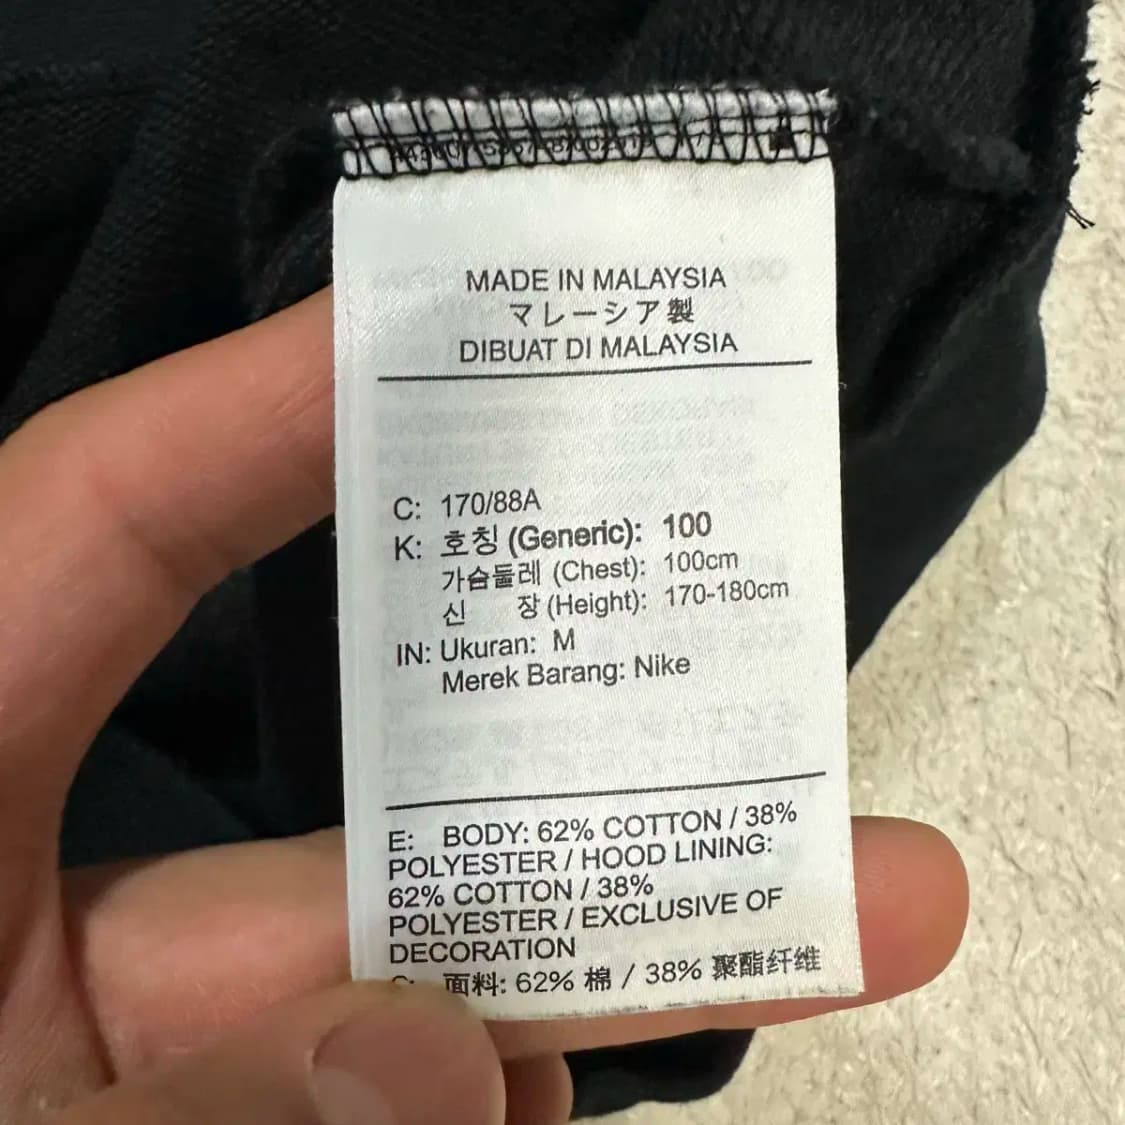 MADE IN MALAYSIA
マレーシア製
DIBUAT DI MALAYSIA
C: 170/88A
K: 호칭 (Generic): 100
가슴둘레 (Chest): 100cm
신 장 (Height): 170-180cm
IN: Ukuran: M
Merek Barang: Nike
E: BODY: 62% COTTON / 38%
POLYESTER / HOOD LINING:
62% COTTON / 38%
POLYESTER / EXCLUSIVE OF
DECORATION
C: 面料: 62% 棉 / 38% 聚酯纤维